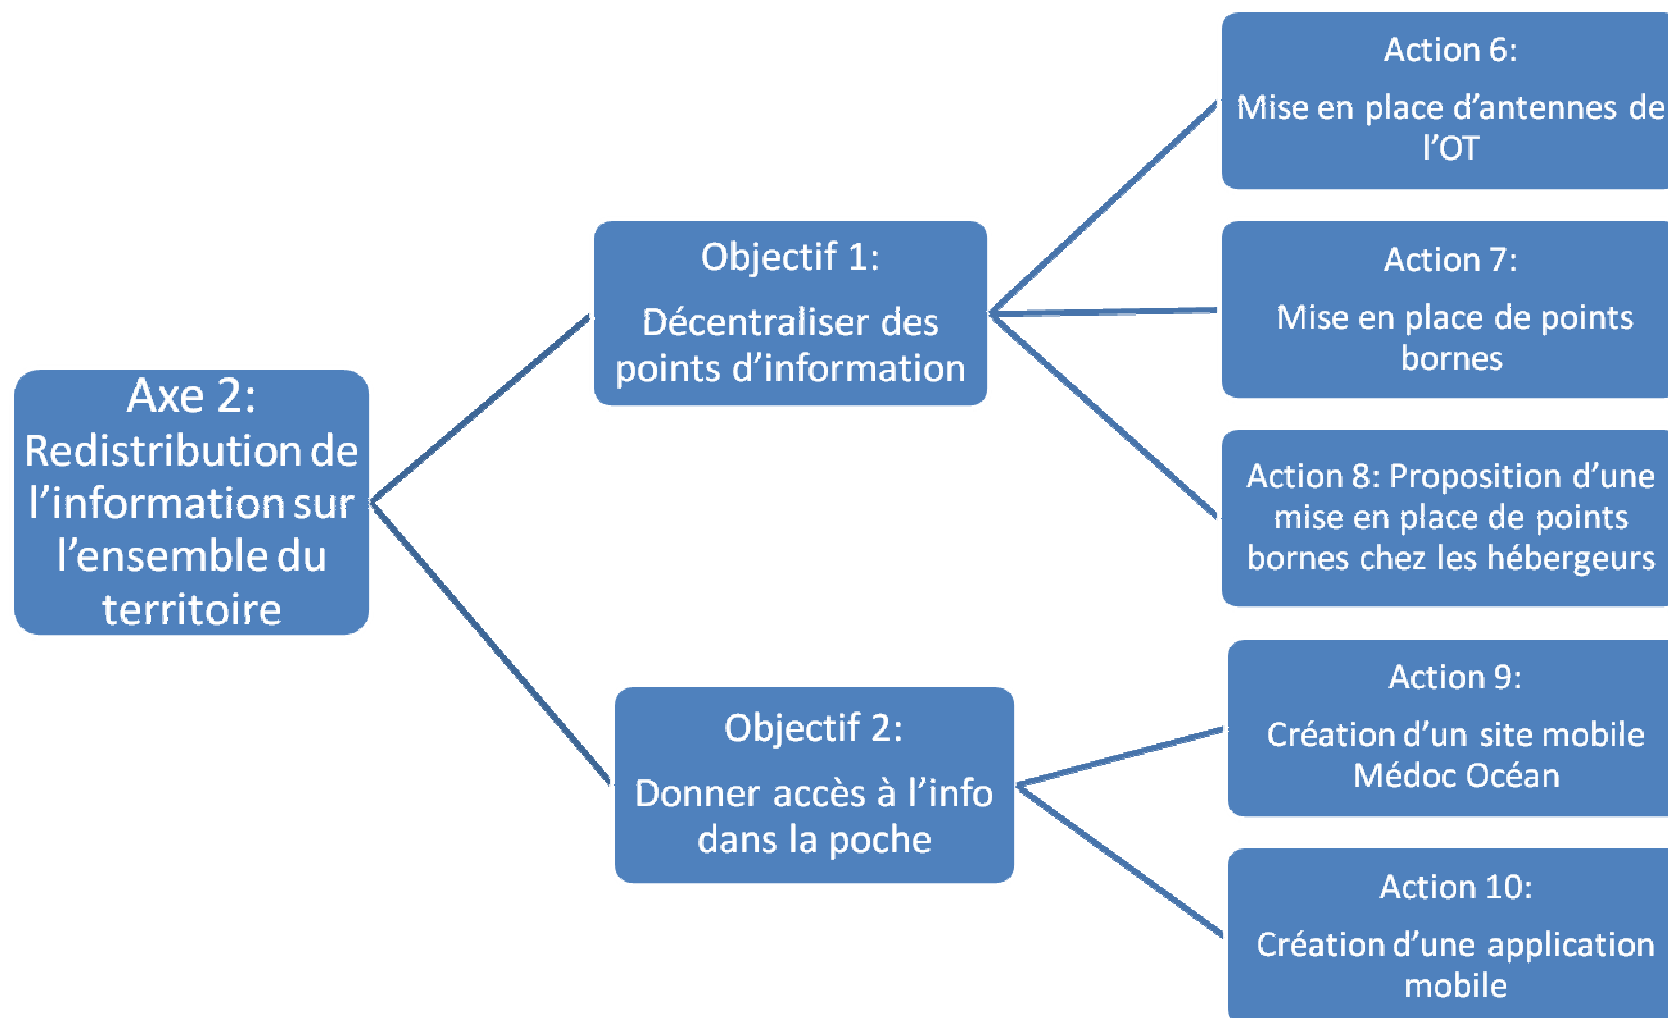 Axe 2:
Redistribution de
l'information sur
l'ensemble du
territoire
Objectif 1:
Décentraliser des
points d'information
Action 6:
Mise en place d'antennes de
l'OT
Action 7:
Mise en place de points
bornes
Action 8: Proposition d'une
mise en place de points
bornes chez les hébergeurs
Objectif 2:
Donner accès à l'info
dans la poche
Action 9:
Création d'un site mobile
Médoc Océan
Action 10:
Création d'une application
mobile